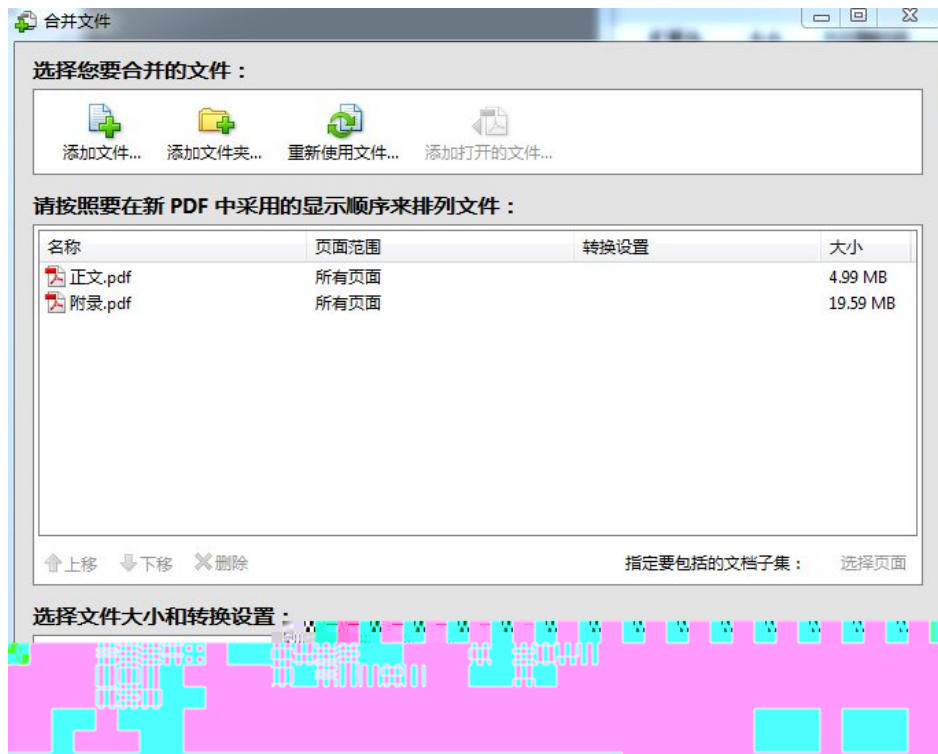 合并文件
选择您要合并的文件：
添加文件... 添加文件夹... 重新使用文件... 添加打开的文件...
请按照要在新 PDF 中采用的显示顺序来排列文件：
名称 页面范围 转换设置 大小
正文.pdf 所有页面 4.99 MB
附录.pdf 所有页面 19.59 MB
上移 下移 删除 指定要包括的文档子集： 选择页面
选择文件大小和转换设置：